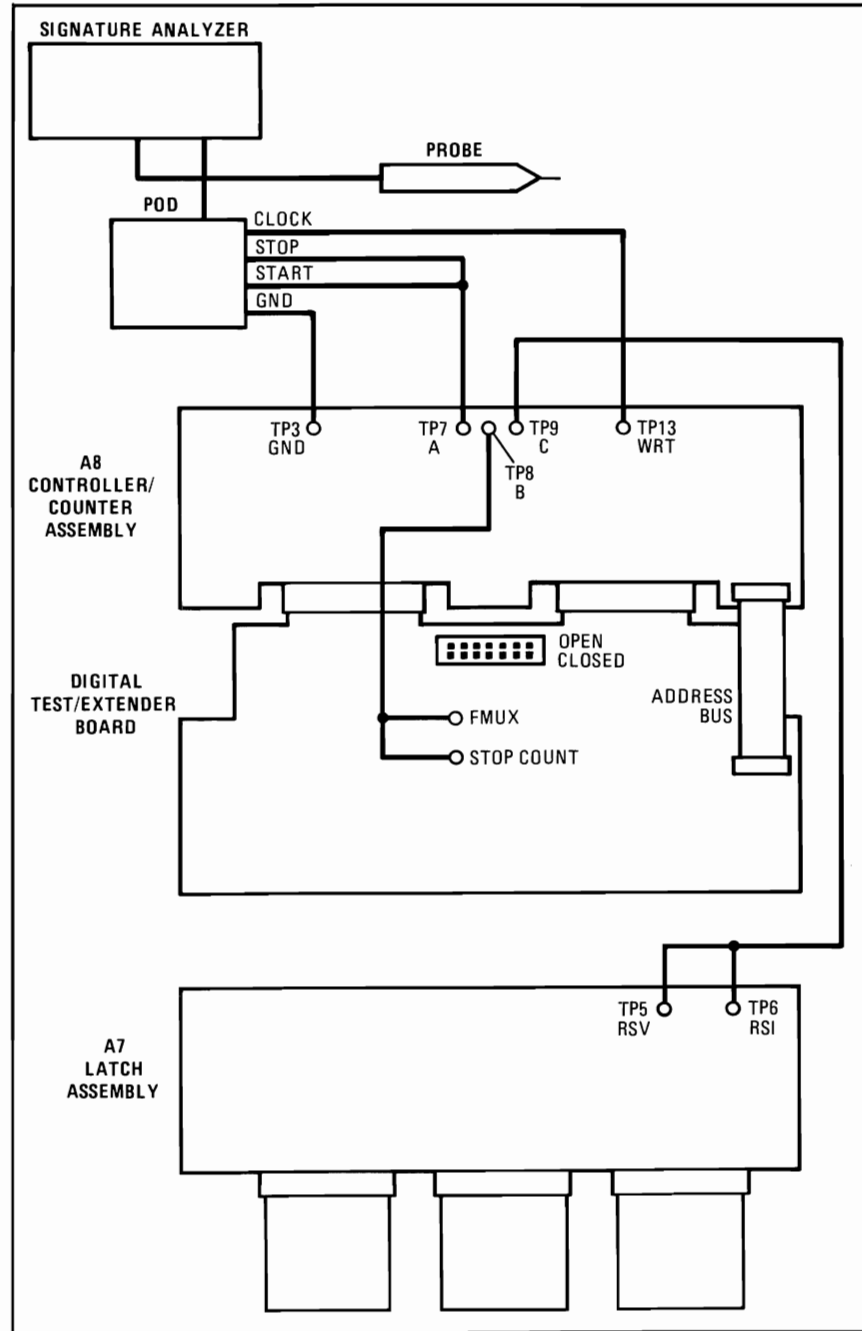 SIGNATURE ANALYZER
PROBE
POD
CLOCK
STOP
START
GND
TP3
GND
TP7
A
TP8
B
TP9
C
TP13
WRT
A8
CONTROLLER/
COUNTER
ASSEMBLY
OPEN
CLOSED
DIGITAL
TEST/EXTENDER
BOARD
ADDRESS
BUS
FMUX
STOP COUNT
TP5
RSV
TP6
RSI
A7
LATCH
ASSEMBLY